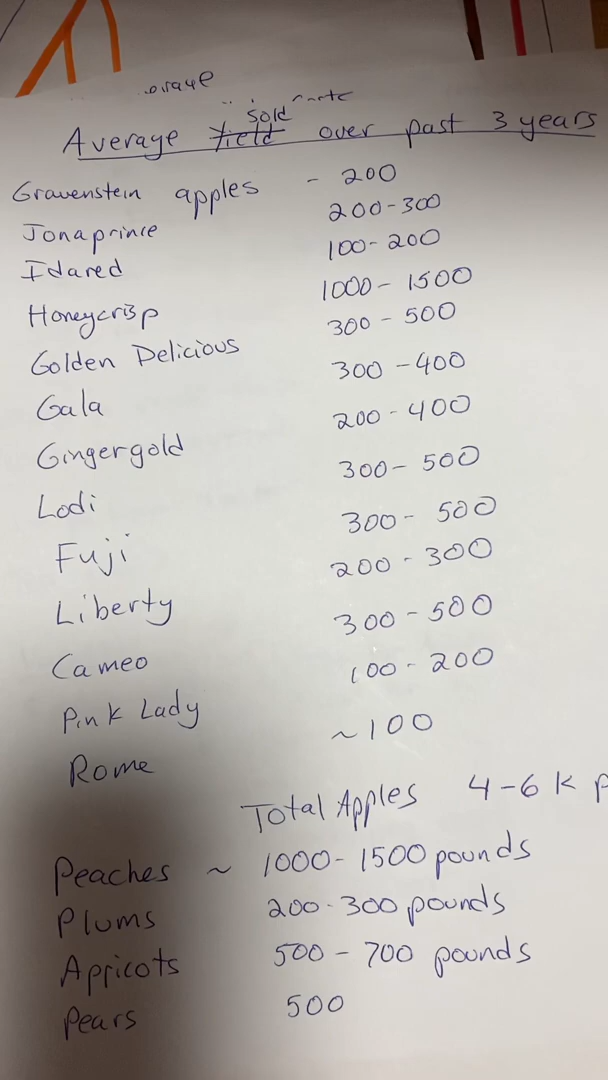 Average yield sold over past 3 years
Gravenstein apples - 200
Jonaprince 200-300
Idared 100-200
Honeycrisp 1000-1500
Golden Delicious 300-500
Gala 300-400
Gingergold 200-400
Lodi 300-500
Fuji 300-500
Liberty 200-300
Cameo 300-500
Pink Lady 100-200
Rome ~100
Total Apples 4-6K p
Peaches ~ 1000-1500 pounds
Plums 200-300 pounds
Appicots 500-700 pounds
Pears 500